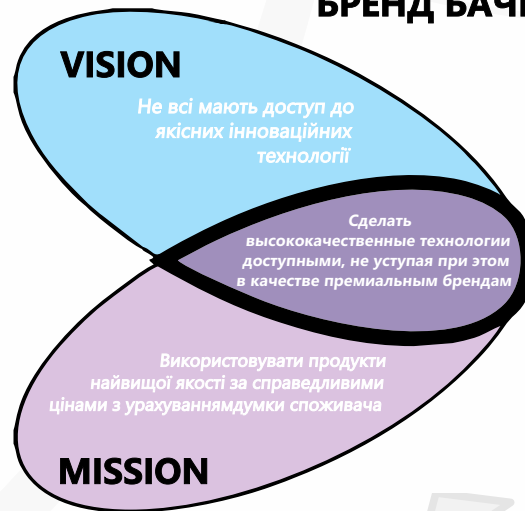 БРЕНД БАЧ
VISION
Не всі мають доступ до
якісних інноваційних
технології
Сделать
высококачественные технологии
доступными, не уступая при этом
в качестве премиальным брендам
Використовувати продукти
найвищої якості за справедливими
цінами з урахуваннямдумки споживача
MISSION